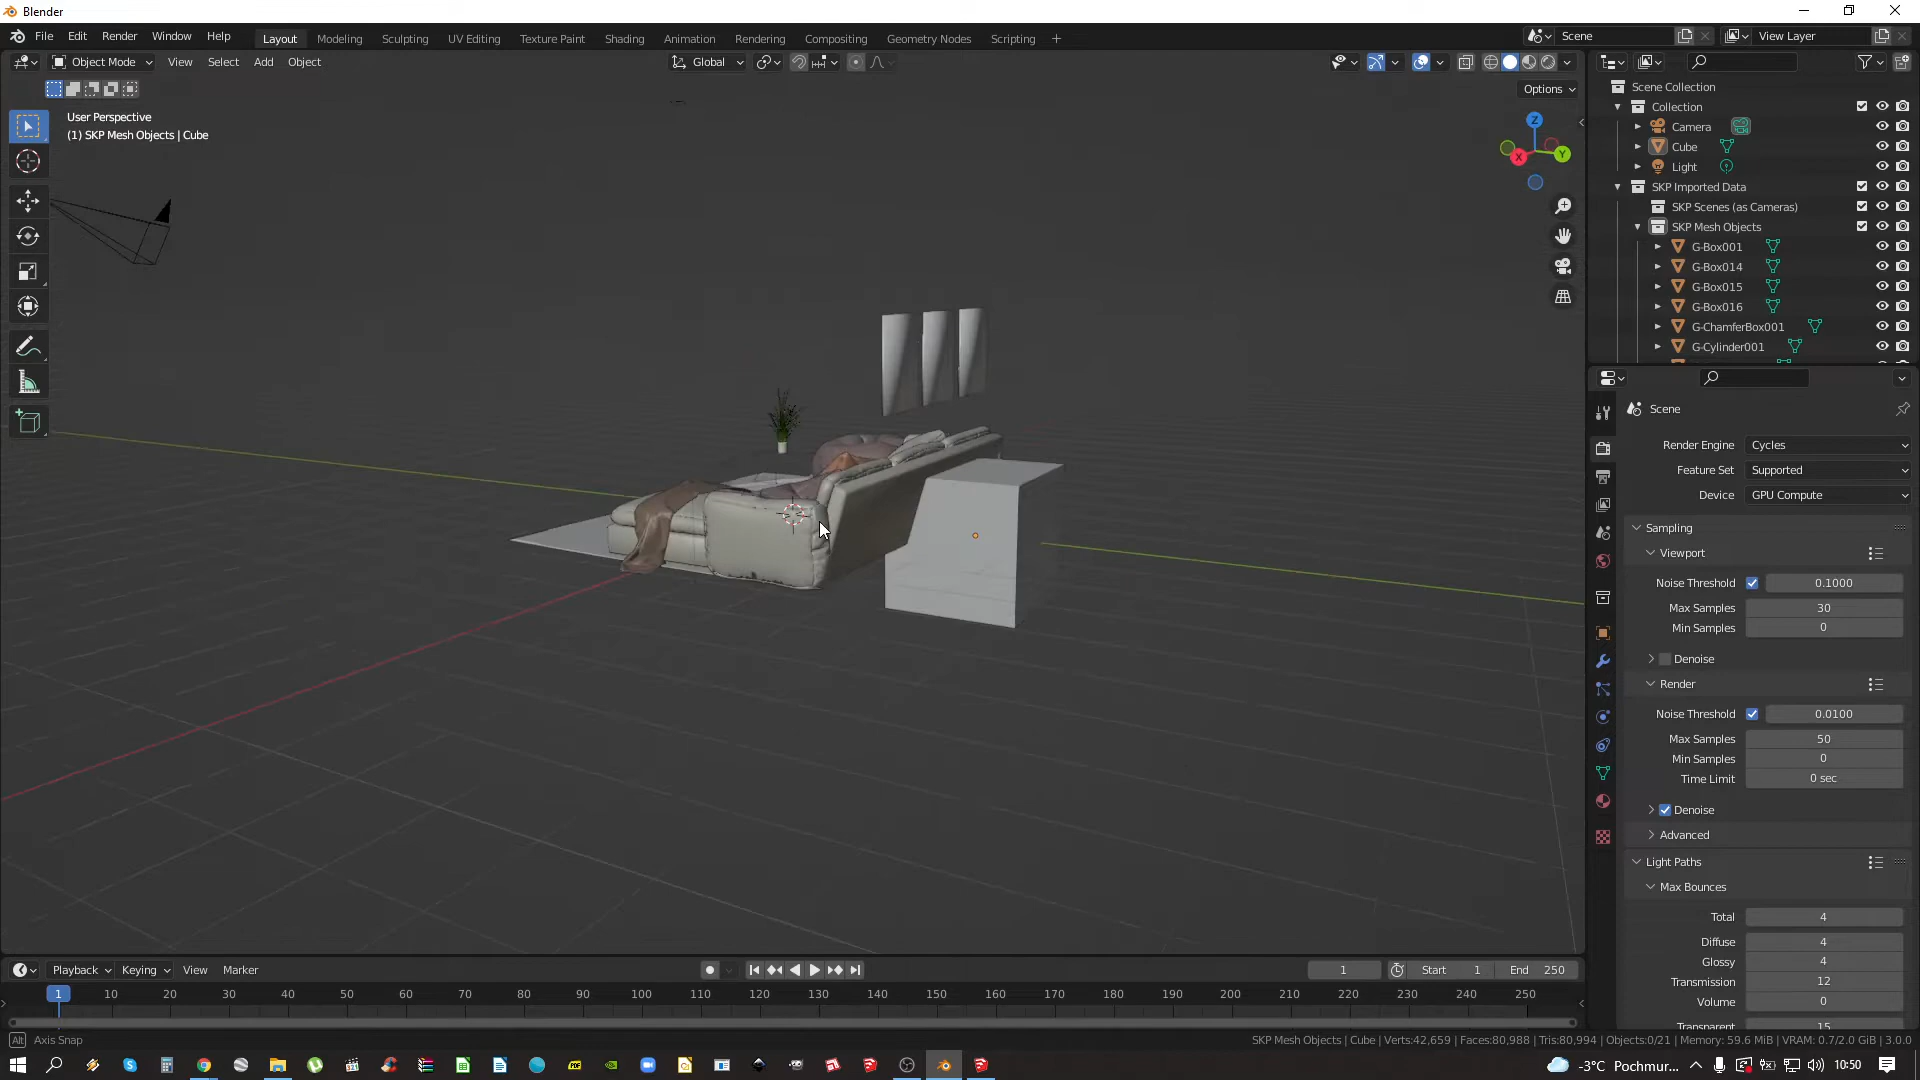 Blender
File Edit Render Window Help
Layout Modeling Sculpting UV Editing Texture Paint Shading Animation Rendering Compositing Geometry Nodes Scripting +
Scene
View Layer
Object Mode View Select Add Object
Global
Options
User Perspective
(1) SKP Mesh Objects | Cube
Z
X
Y
Scene Collection
Collection
Camera
Cube
Light
SKP Imported Data
SKP Scenes (as Cameras)
SKP Mesh Objects
G-Box001
G-Box014
G-Box015
G-Box016
G-ChamferBox001
G-Cylinder001
Scene
Render Engine Cycles
Feature Set Supported
Device GPU Compute
Sampling
Viewport
Noise Threshold 0.1000
Max Samples 30
Min Samples 0
Denoise
Render
Noise Threshold 0.0100
Max Samples 50
Min Samples 0
Time Limit 0 sec
Denoise
Advanced
Light Paths
Max Bounces
Total 4
Diffuse 4
Glossy 4
Transmission 12
Volume 0
Transparent 15
Playback Keying View Marker
1 Start 1 End 250
1 10 20 30 40 50 60 70 80 90 100 110 120 130 140 150 160 170 180 190 200 210 220 230 240 250
Alt Axis Snap
SKP Mesh Objects | Cube | Verts:42,659 | Faces:80,988 | Tris:80,994 | Objects:0/21 | Memory: 59.6 MiB | VRAM: 0.7/2.0 GiB | 3.0.0
-3°C Pochmur... 10:50